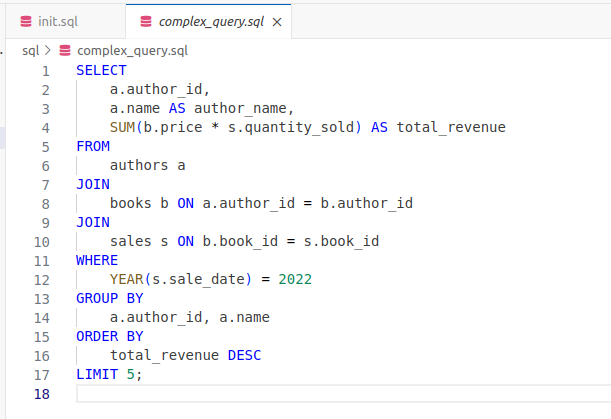 init.sql complex_query.sql ×
sql > complex_query.sql
1 SELECT
2 a.author_id,
3 a.name AS author_name,
4 SUM(b.price * s.quantity_sold) AS total_revenue
5 FROM
6 authors a
7 JOIN
8 books b ON a.author_id = b.author_id
9 JOIN
10 sales s ON b.book_id = s.book_id
11 WHERE
12 YEAR(s.sale_date) = 2022
13 GROUP BY
14 a.author_id, a.name
15 ORDER BY
16 total_revenue DESC
17 LIMIT 5;
18